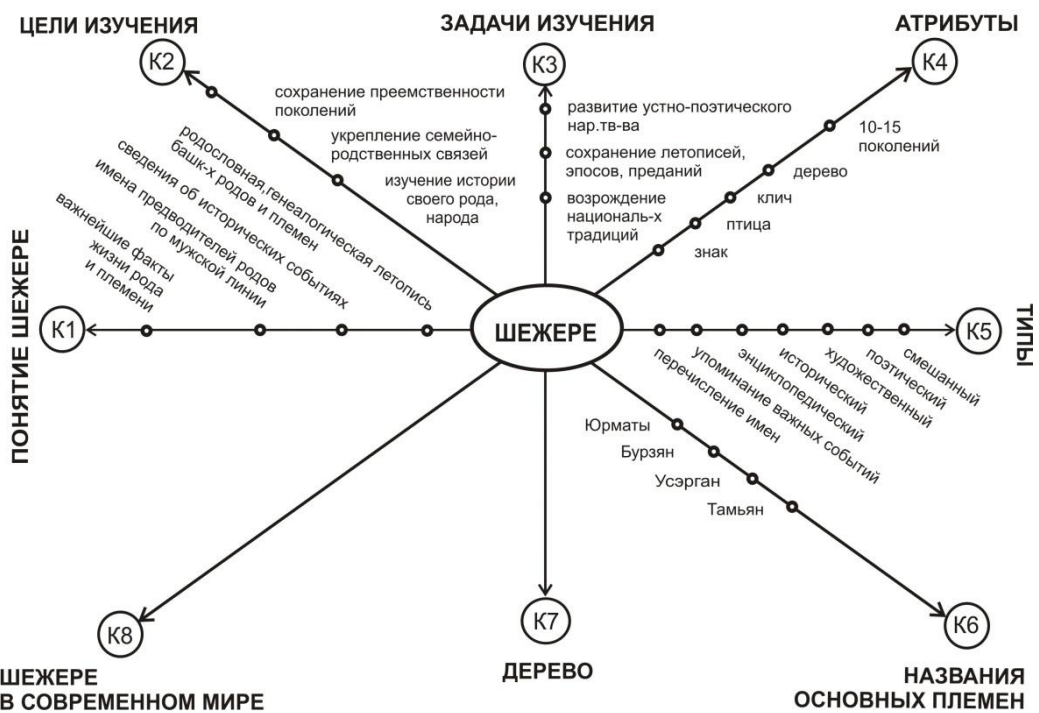 ЦЕЛИ ИЗУЧЕНИЯ
К2
сохранение преемственности
поколений
укрепление семейно-
родственных связей
изучение истории
своего рода,
народа
ЗАДАЧИ ИЗУЧЕНИЯ
К3
развитие устно-поэтического
нар.тв-ва
сохранение летописей,
эпосов, преданий
возрождение
националь-х
традиций
АТРИБУТЫ
К4
10-15
поколений
дерево
клич
птица
знак
ПОНЯТИЕ ШЕЖЕРЕ
К1
важнейшие факты
жизни рода
и племени
имена предводителей родов
по мужской линии
сведения об исторических событиях
родословная,генеалогическая летопись
башк-х родов и племен
ШЕЖЕРЕ
К5
ТИПЫ
перечисление имен
упоминание важных событий
энциклопедический
исторический
художественный
поэтический
смешанный
Юрматы
Бурзян
Усэрган
Тамьян
К6
НАЗВАНИЯ
ОСНОВНЫХ ПЛЕМЕН
К7
ДЕРЕВО
К8
ШЕЖЕРЕ
В СОВРЕМЕННОМ МИРЕ